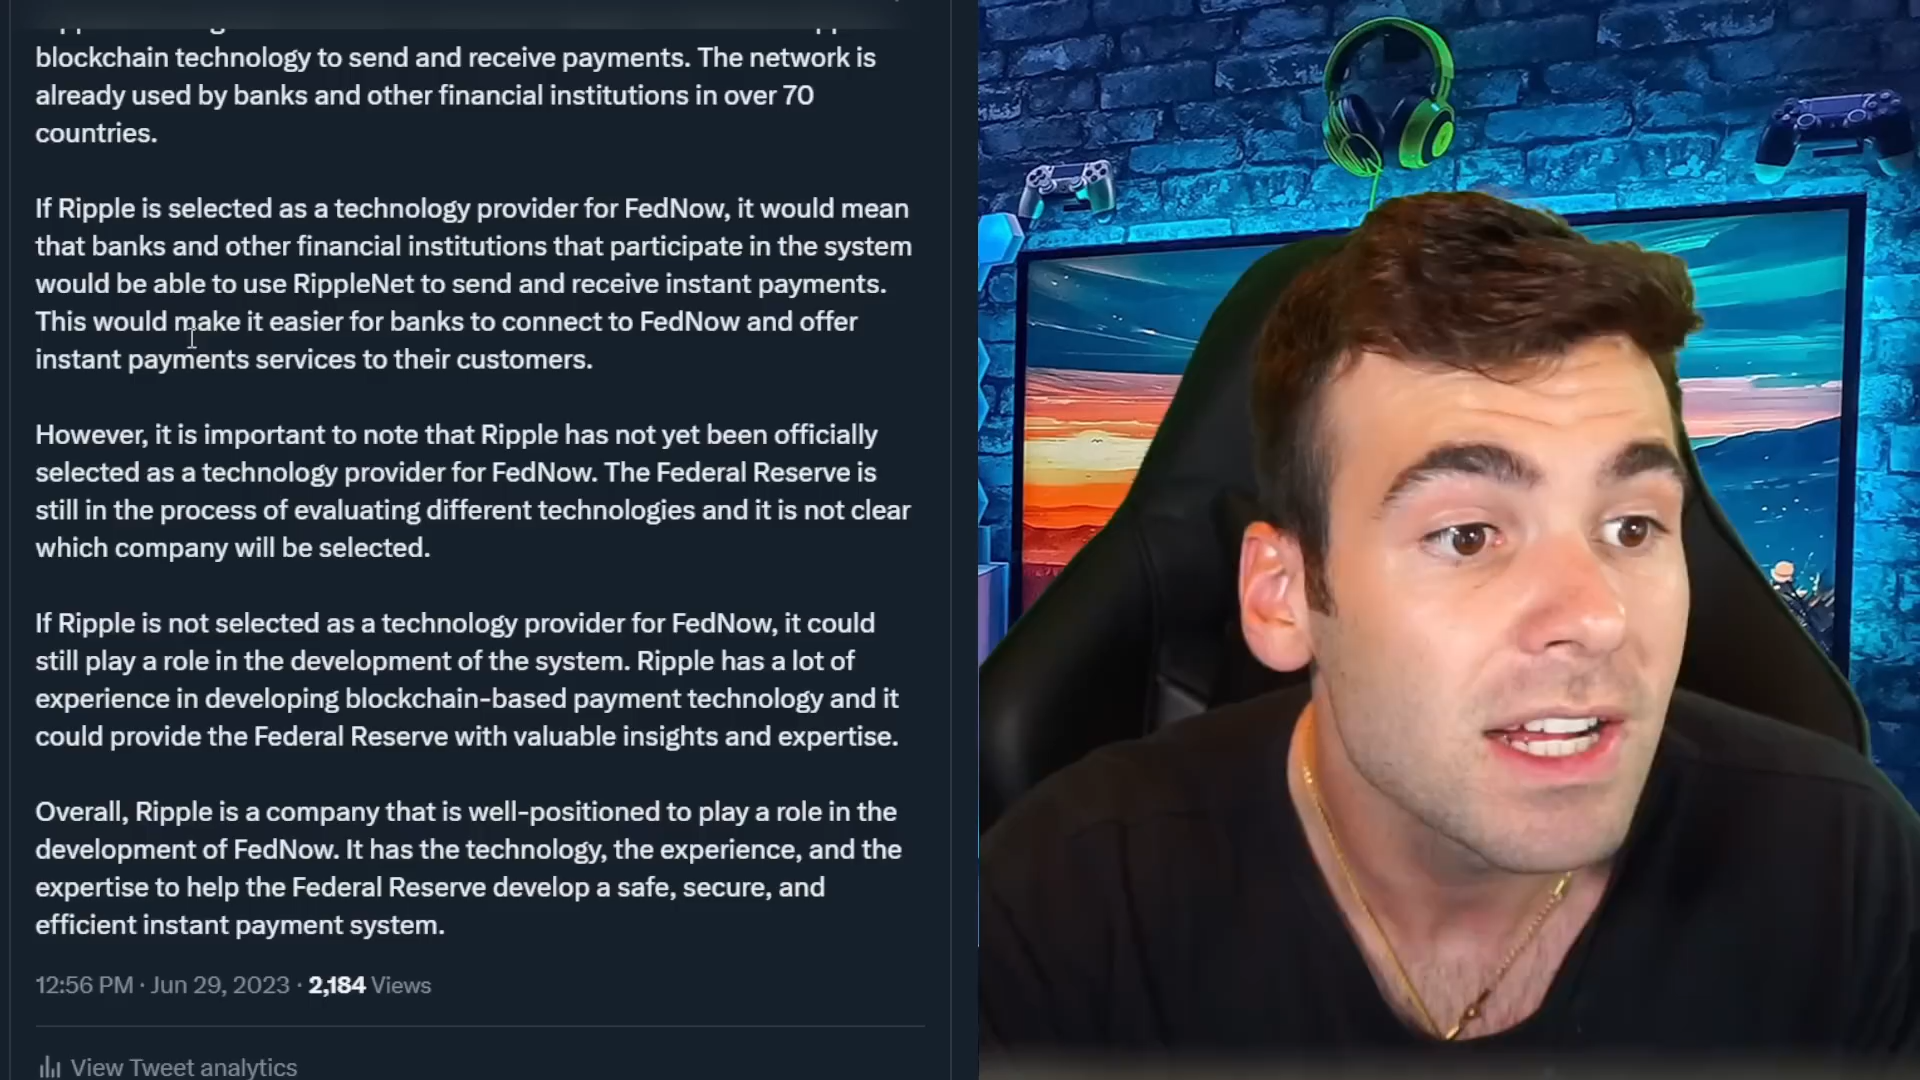 blockchain technology to send and receive payments. The network is
already used by banks and other financial institutions in over 70
countries.
If Ripple is selected as a technology provider for FedNow, it would mean
that banks and other financial institutions that participate in the system
would be able to use RippleNet to send and receive instant payments.
This would make it easier for banks to connect to FedNow and offer
instant payments services to their customers.
However, it is important to note that Ripple has not yet been officially
selected as a technology provider for FedNow. The Federal Reserve is
still in the process of evaluating different technologies and it is not clear
which company will be selected.
If Ripple is not selected as a technology provider for FedNow, it could
still play a role in the development of the system. Ripple has a lot of
experience in developing blockchain-based payment technology and it
could provide the Federal Reserve with valuable insights and expertise.
Overall, Ripple is a company that is well-positioned to play a role in the
development of FedNow. It has the technology, the experience, and the
expertise to help the Federal Reserve develop a safe, secure, and
efficient instant payment system.
12:56 PM · Jun 29, 2023 · 2,184 Views
View Tweet analytics